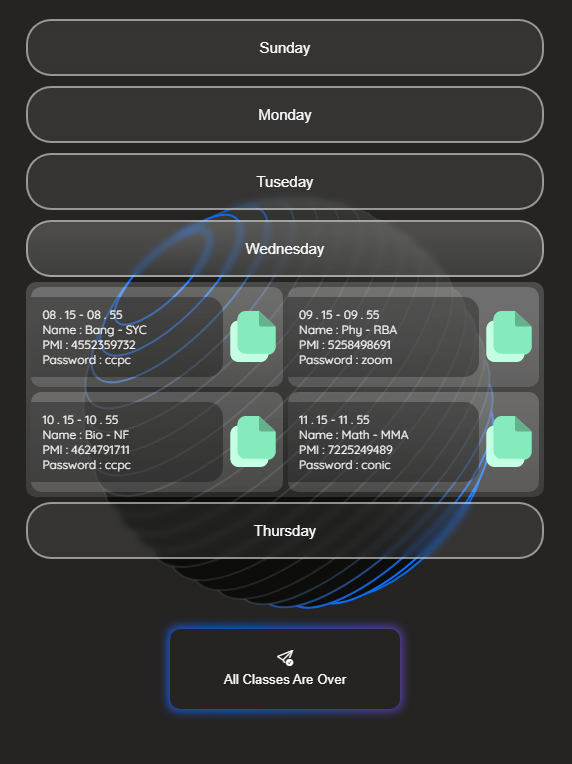 Sunday
Monday
Tuseday
Wednesday
08 . 15 - 08 . 55
Name : Bang - SYC
PMI : 4552359732
Password : ccpc
09 . 15 - 09 . 55
Name : Phy - RBA
PMI : 5258498691
Password : zoom
10 . 15 - 10 . 55
Name : Bio - NF
PMI : 4624791711
Password : ccpc
11 . 15 - 11 . 55
Name : Math - MMA
PMI : 7225249489
Password : conic
Thursday
All Classes Are Over